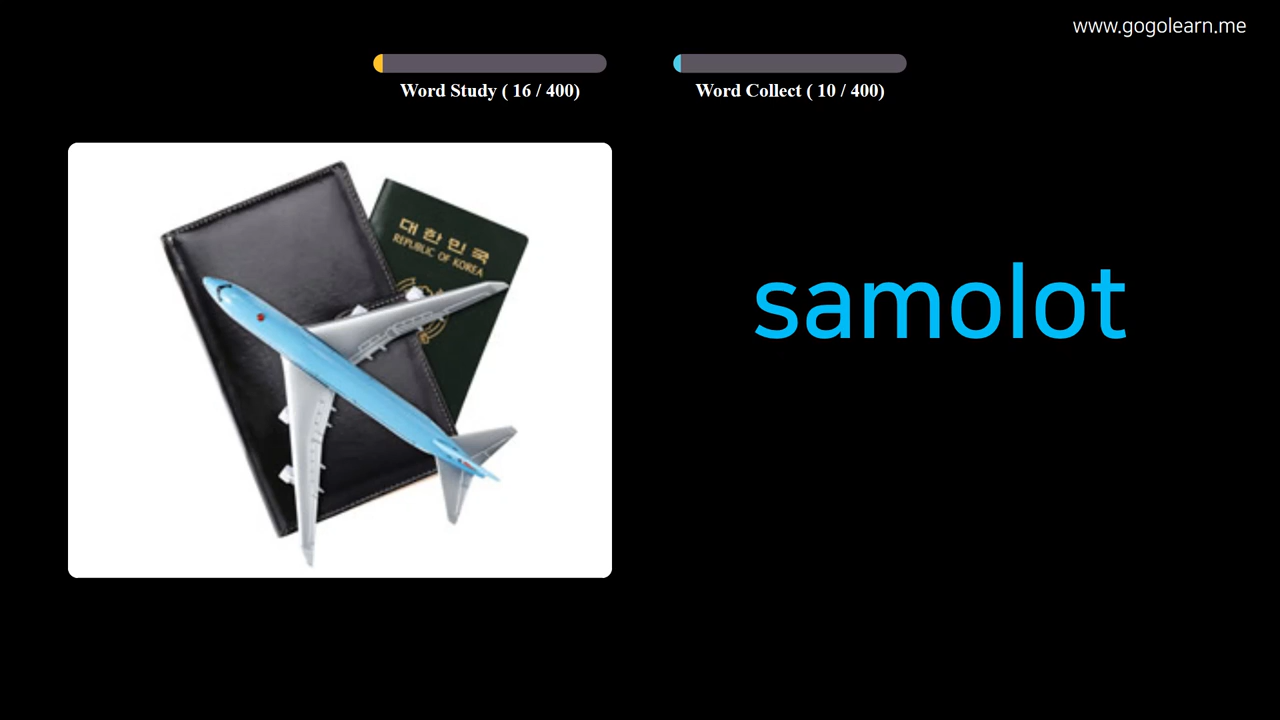 www.gogolearn.me
Word Study ( 16 / 400)
Word Collect ( 10 / 400)
대한민국
REPUBLIC OF KOREA
samolot